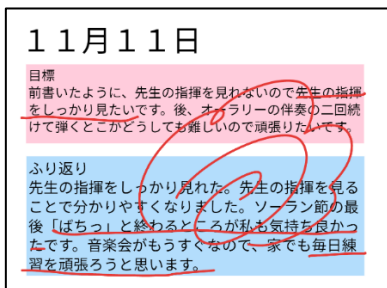 11月11日
目標
前書いたように、先生の指揮を見れないので先生の指揮
をしっかり見たいです。後、オーラリーの伴奏の二回続
けて弾くとこがどうしても難しいので頑張りたいです。
ふり返り
先生の指揮をしっかり見れた。先生の指揮を見る
ことで分かりやすくなりました。ソーラン節の最
後「ばちっ」と終わるところが私も気持ち良かっ
たです。音楽会がもうすぐなので、家でも毎日練
習を頑張ろうと思います。